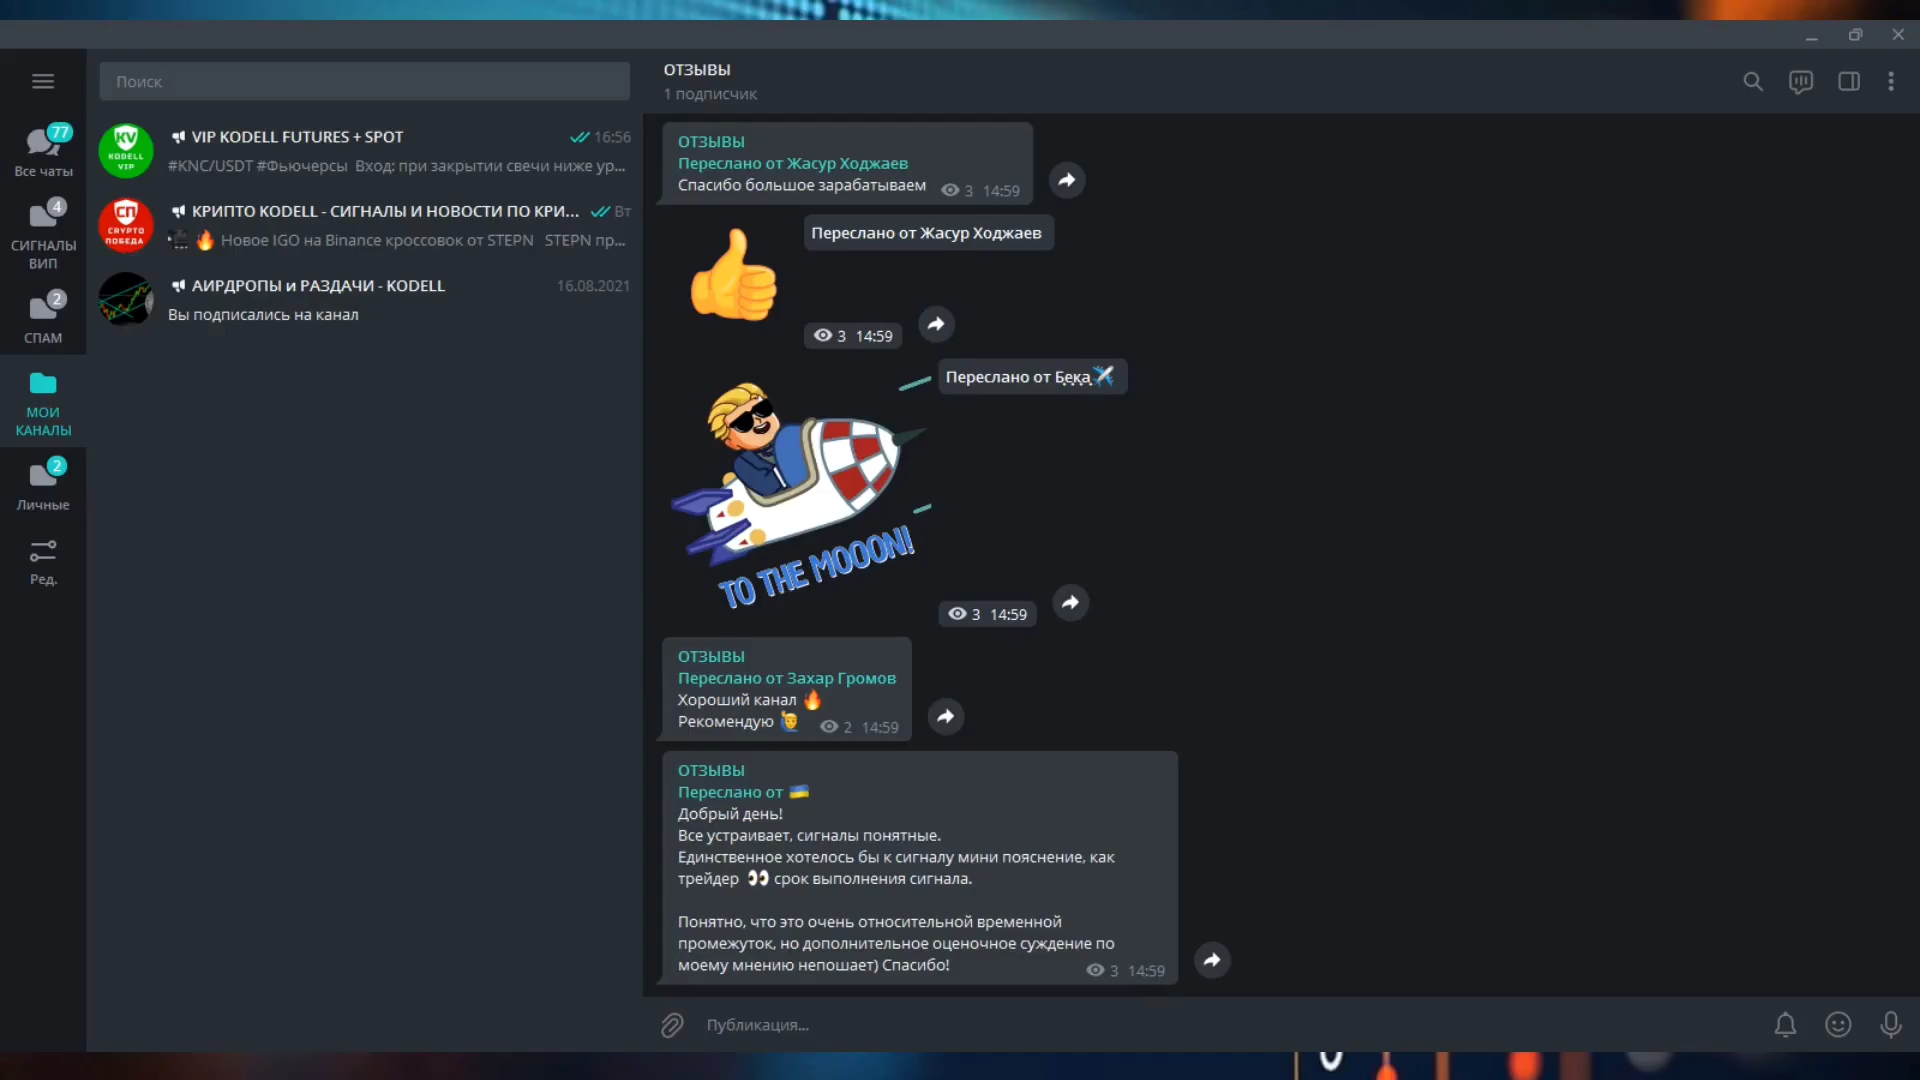 Поиск
Все чаты
77
СИГНАЛЫ
ВИП
4
СПАМ
2
МОИ
КАНАЛЫ
Личные
2
Ред.
KV
KODELL
VIP
VIP KODELL FUTURES + SPOT
16:56
#KNC/USDT #Фьючерсы Вход: при закрытии свечи ниже ур...
СП
CRYPTO
ПОБЕДА
КРИПТО KODELL - СИГНАЛЫ И НОВОСТИ ПО КРИ...
Вт
Новое IGO на Binance кроссовок от STEPN STEPN пр...
АИРДРОПЫ и РАЗДАЧИ - KODELL
16.08.2021
Вы подписались на канал
ОТЗЫВЫ
1 подписчик
ОТЗЫВЫ
Переслано от Жасур Ходжаев
Спасибо большое зарабатываем
3 14:59
Переслано от Жасур Ходжаев
3 14:59
Переслано от Бека
TO THE MOOON!
3 14:59
ОТЗЫВЫ
Переслано от Захар Громов
Хороший канал 🔥
Рекомендую 🙋‍♂️
2 14:59
ОТЗЫВЫ
Переслано от 🇺🇦
Добрый день!
Все устраивает, сигналы понятные.
Единственное хотелось бы к сигналу мини пояснение, как
трейдер 👀 срок выполнения сигнала.
Понятно, что это очень относительной временной
промежуток, но дополнительное оценочное суждение по
моему мнению непошает) Спасибо!
3 14:59
Публикация...